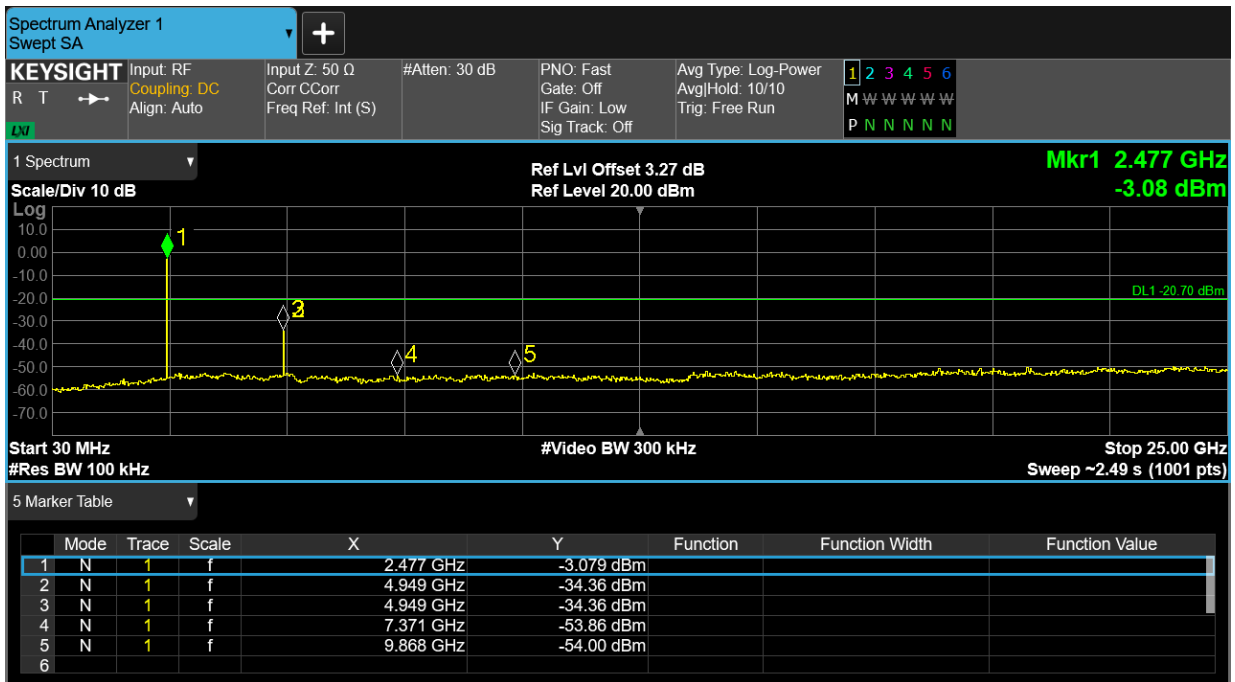 Spectrum Analyzer 1
Swept SA
+
KEYSIGHT Input: RF Input Z: 50 Ω #Atten: 30 dB PNO: Fast Avg Type: Log-Power 1 2 3 4 5 6
R T Coupling: DC Corr CCorr Gate: Off Avg|Hold: 10/10 M W W W W W
Align: Auto Freq Ref: Int (S) IF Gain: Low Trig: Free Run
LXI Sig Track: Off P N N N N N
1 Spectrum Ref Lvl Offset 3.27 dB Mkr1 2.477 GHz
Scale/Div 10 dB Ref Level 20.00 dBm -3.08 dBm
Log
10.0 1
0.00
-10.0
-20.0 DL1 -20.70 dBm
-30.0 3
-40.0 4 5
-50.0
-60.0
-70.0
Start 30 MHz #Video BW 300 kHz Stop 25.00 GHz
#Res BW 100 kHz Sweep ~2.49 s (1001 pts)
5 Marker Table
Mode Trace Scale X Y Function Function Width Function Value
1 N 1 f 2.477 GHz -3.079 dBm
2 N 1 f 4.949 GHz -34.36 dBm
3 N 1 f 4.949 GHz -34.36 dBm
4 N 1 f 7.371 GHz -53.86 dBm
5 N 1 f 9.868 GHz -54.00 dBm
6